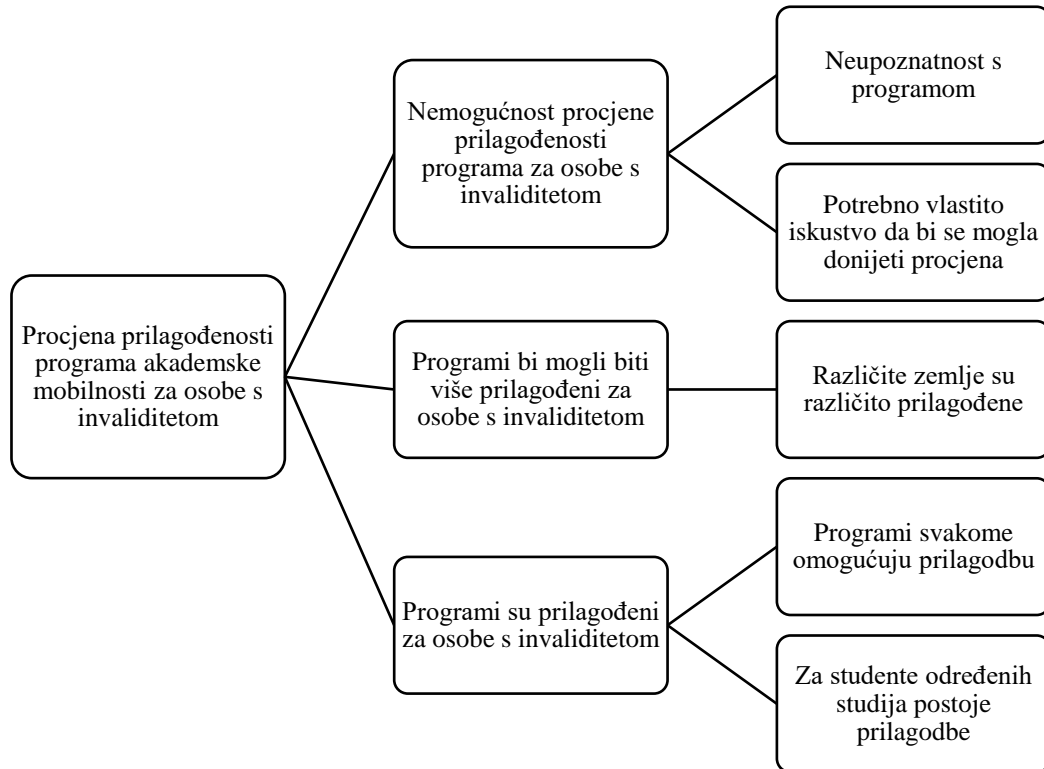 Procjena prilagođenosti
programa akademske
mobilnosti za osobe s
invaliditetom
Nemogućnost procjene
prilagođenosti
programa za osobe s
invaliditetom
Neupoznatnost s
programom
Potrebno vlastito
iskustvo da bi se mogla
donijeti procjena
Programi bi mogli biti
više prilagođeni za
osobe s invaliditetom
Različite zemlje su
različito prilagođene
Programi su prilagođeni
za osobe s invaliditetom
Programi svakome
omogućuju prilagodbu
Za studente određenih
studija postoje
prilagodbe